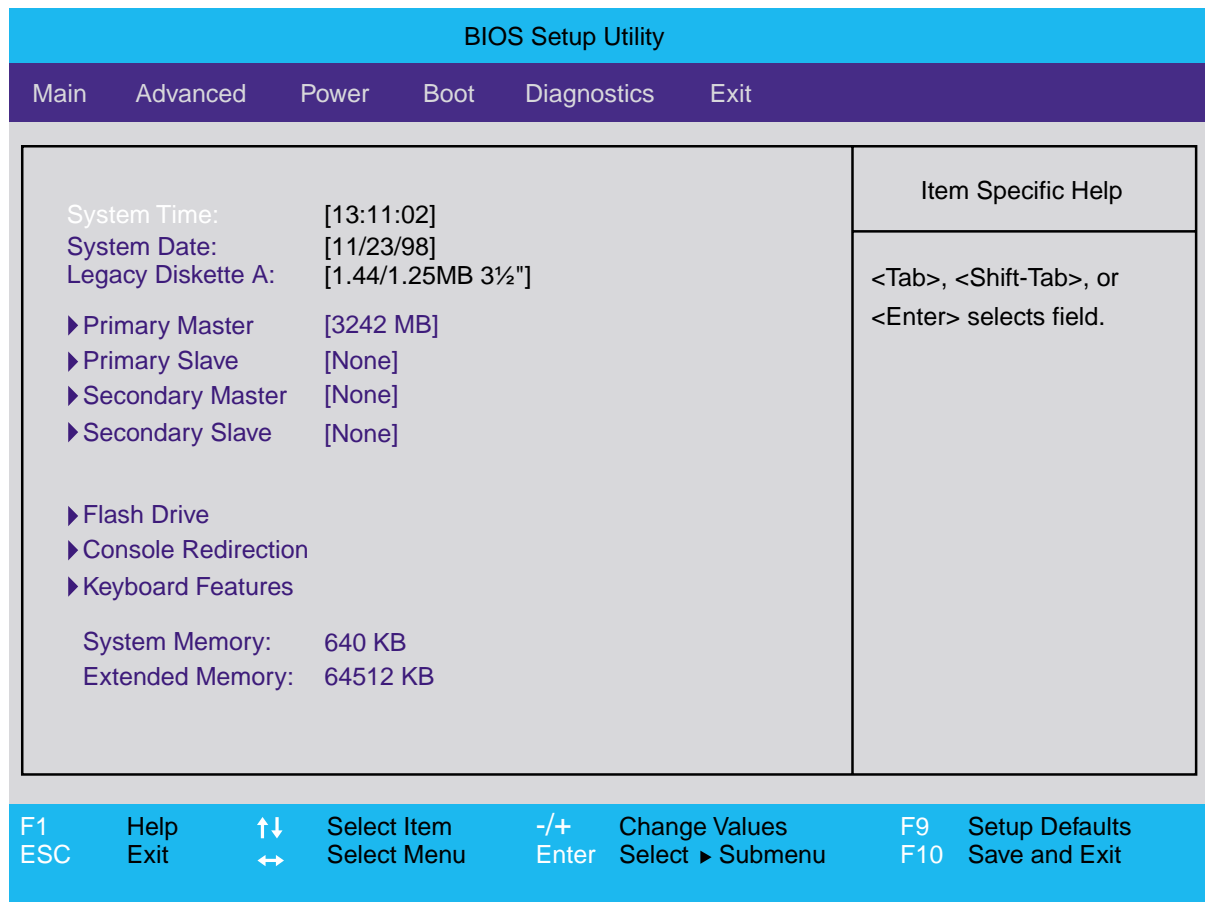 BIOS Setup Utility
Main Advanced Power Boot Diagnostics Exit
System Time: [13:11:02]
System Date: [11/23/98]
Legacy Diskette A: [1.44/1.25MB 3½"]
Primary Master [3242 MB]
Primary Slave [None]
Secondary Master [None]
Secondary Slave [None]
Flash Drive
Console Redirection
Keyboard Features
System Memory: 640 KB
Extended Memory: 64512 KB
Item Specific Help
<Tab>, <Shift-Tab>, or
<Enter> selects field.
F1 Help ↑↓ Select Item -/+ Change Values F9 Setup Defaults
ESC Exit ↔ Select Menu Enter Select ▶ Submenu F10 Save and Exit